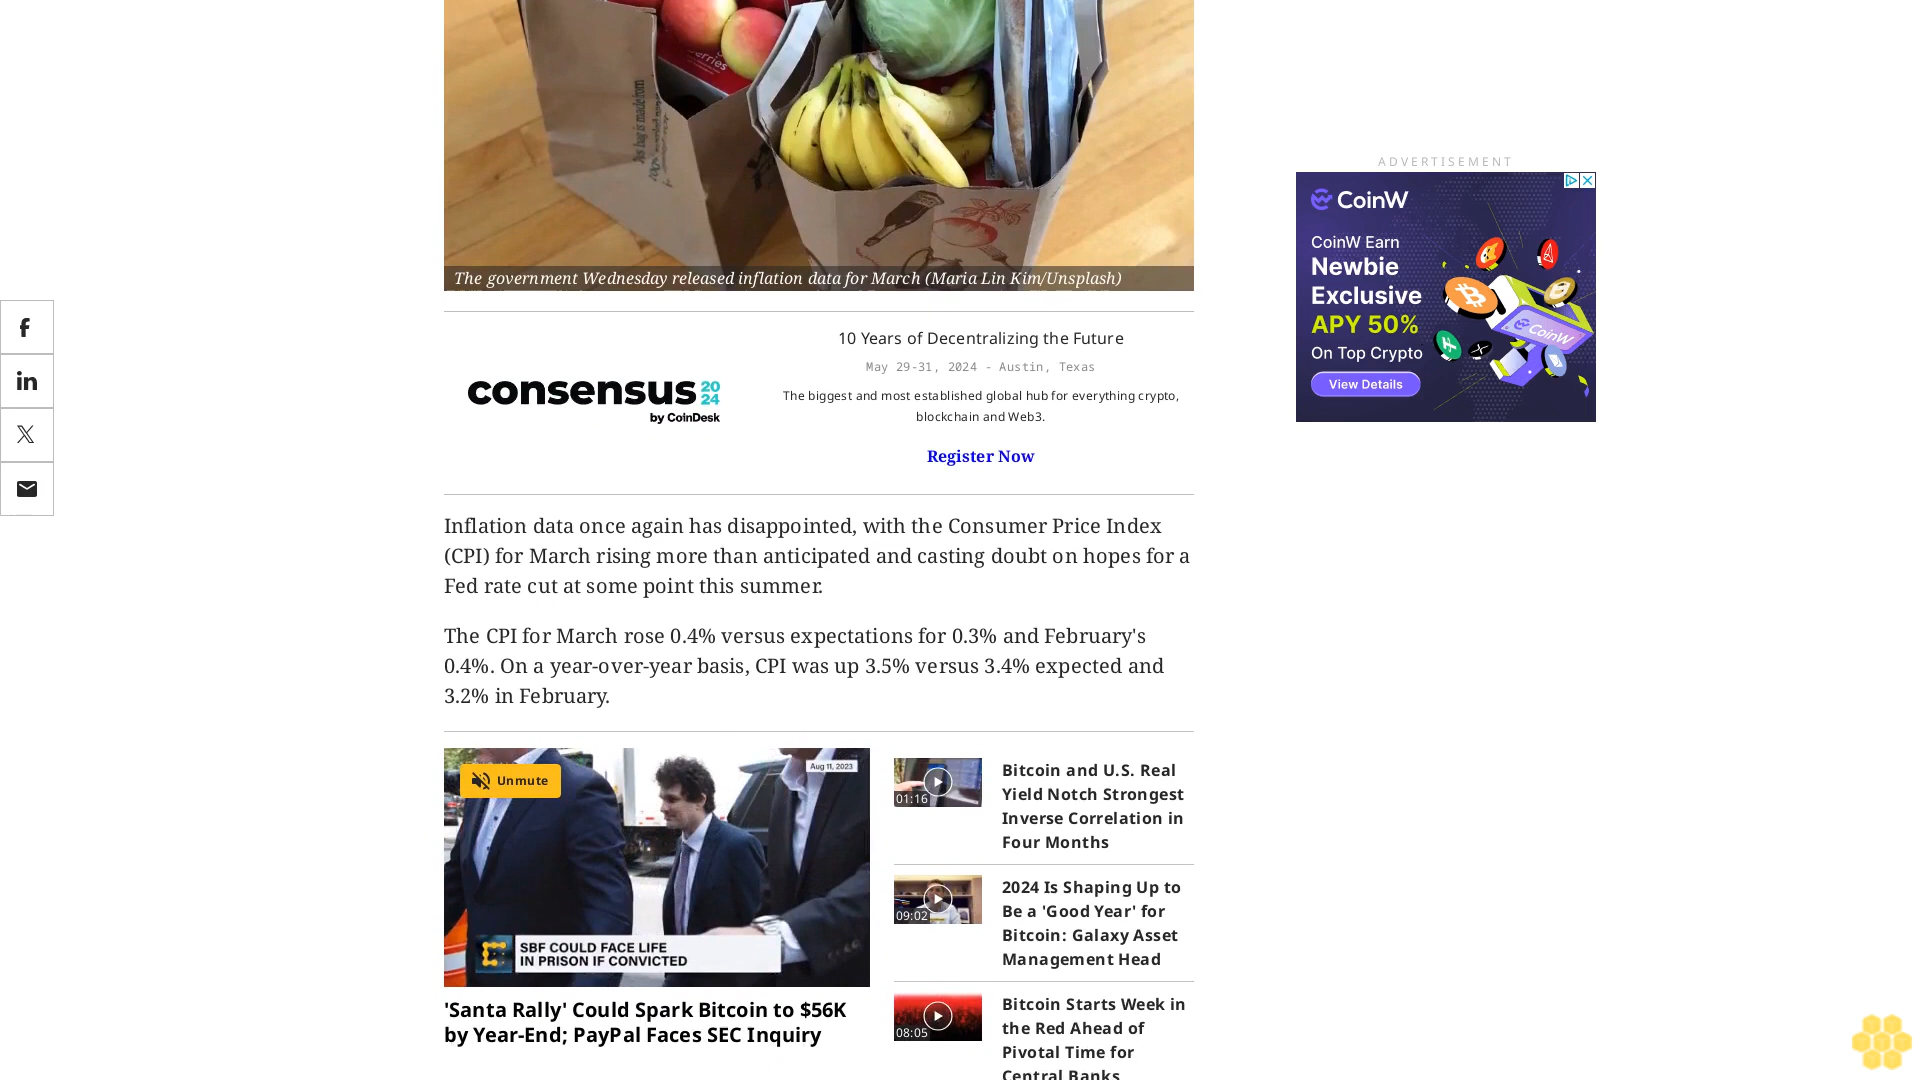 The government Wednesday released inflation data for March (Maria Lin Kim/Unsplash)
ADVERTISEMENT
CoinW
CoinW Earn
Newbie
Exclusive
APY 50%
On Top Crypto
View Details
CoinW
consensus 2024
by CoinDesk
10 Years of Decentralizing the Future
May 29-31, 2024 - Austin, Texas
The biggest and most established global hub for everything crypto,
blockchain and Web3.
Register Now
Inflation data once again has disappointed, with the Consumer Price Index
(CPI) for March rising more than anticipated and casting doubt on hopes for a
Fed rate cut at some point this summer.
The CPI for March rose 0.4% versus expectations for 0.3% and February's
0.4%. On a year-over-year basis, CPI was up 3.5% versus 3.4% expected and
3.2% in February.
Unmute
Aug 11, 2023
SBF COULD FACE LIFE
IN PRISON IF CONVICTED
'Santa Rally' Could Spark Bitcoin to $56K
by Year-End; PayPal Faces SEC Inquiry
01:16
Bitcoin and U.S. Real
Yield Notch Strongest
Inverse Correlation in
Four Months
09:02
2024 Is Shaping Up to
Be a 'Good Year' for
Bitcoin: Galaxy Asset
Management Head
08:05
Bitcoin Starts Week in
the Red Ahead of
Pivotal Time for
Central Banks